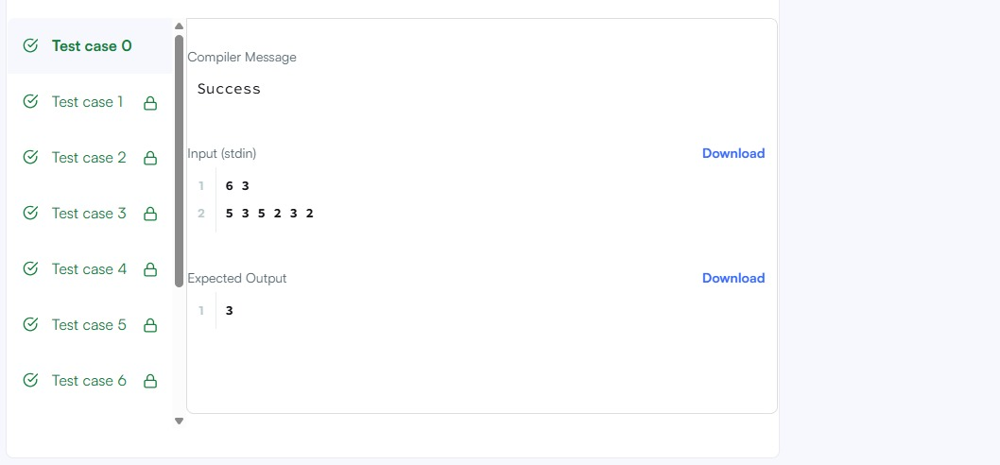 Test case 0
Test case 1
Test case 2
Test case 3
Test case 4
Test case 5
Test case 6
Compiler Message
Success
Input (stdin)
Download
1 6 3
2 5 3 5 2 3 2
Expected Output
Download
1 3